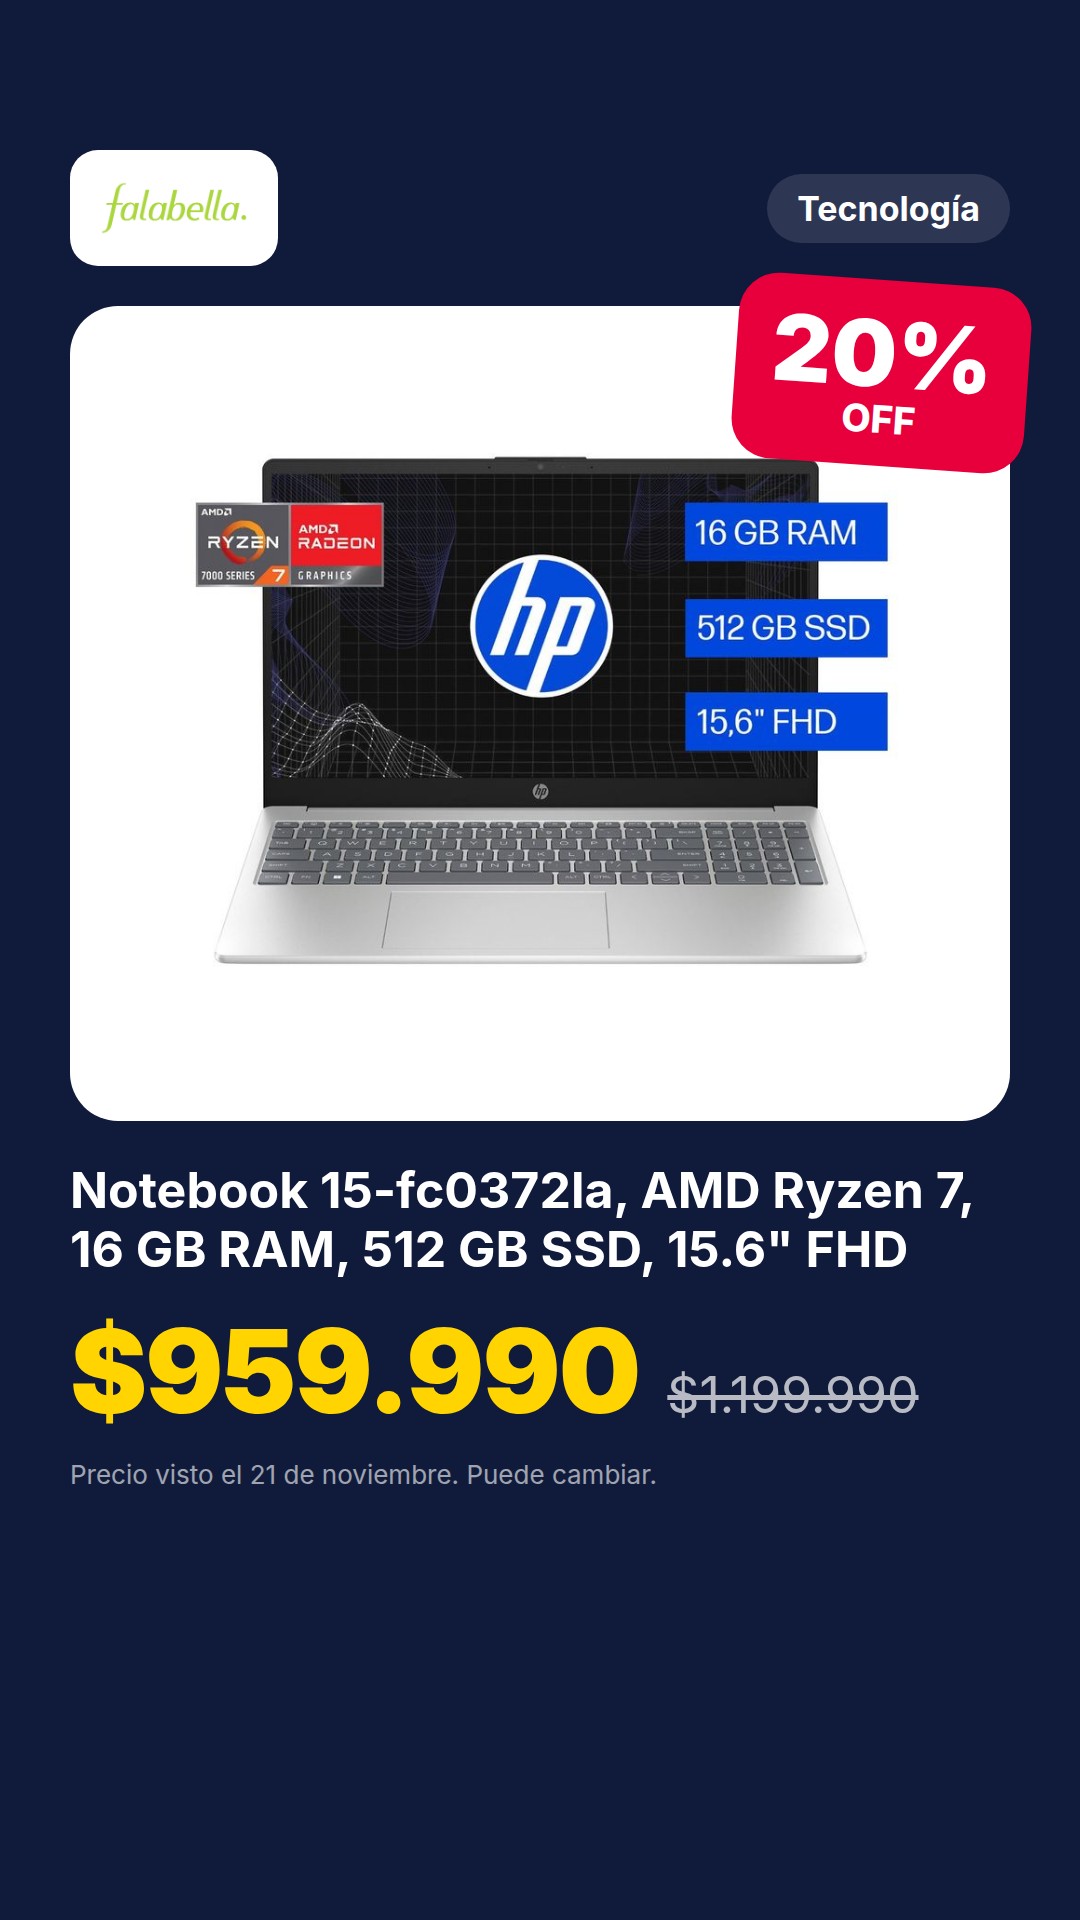 falabella.
Tecnología
20%
OFF
AMD
RYZEN
7000 SERIES 7
AMD
RADEON
GRAPHICS
hp
16 GB RAM
512 GB SSD
15,6" FHD
hp
Notebook 15-fc0372la, AMD Ryzen 7,
16 GB RAM, 512 GB SSD, 15.6" FHD
$959.990 $1.199.990
Precio visto el 21 de noviembre. Puede cambiar.